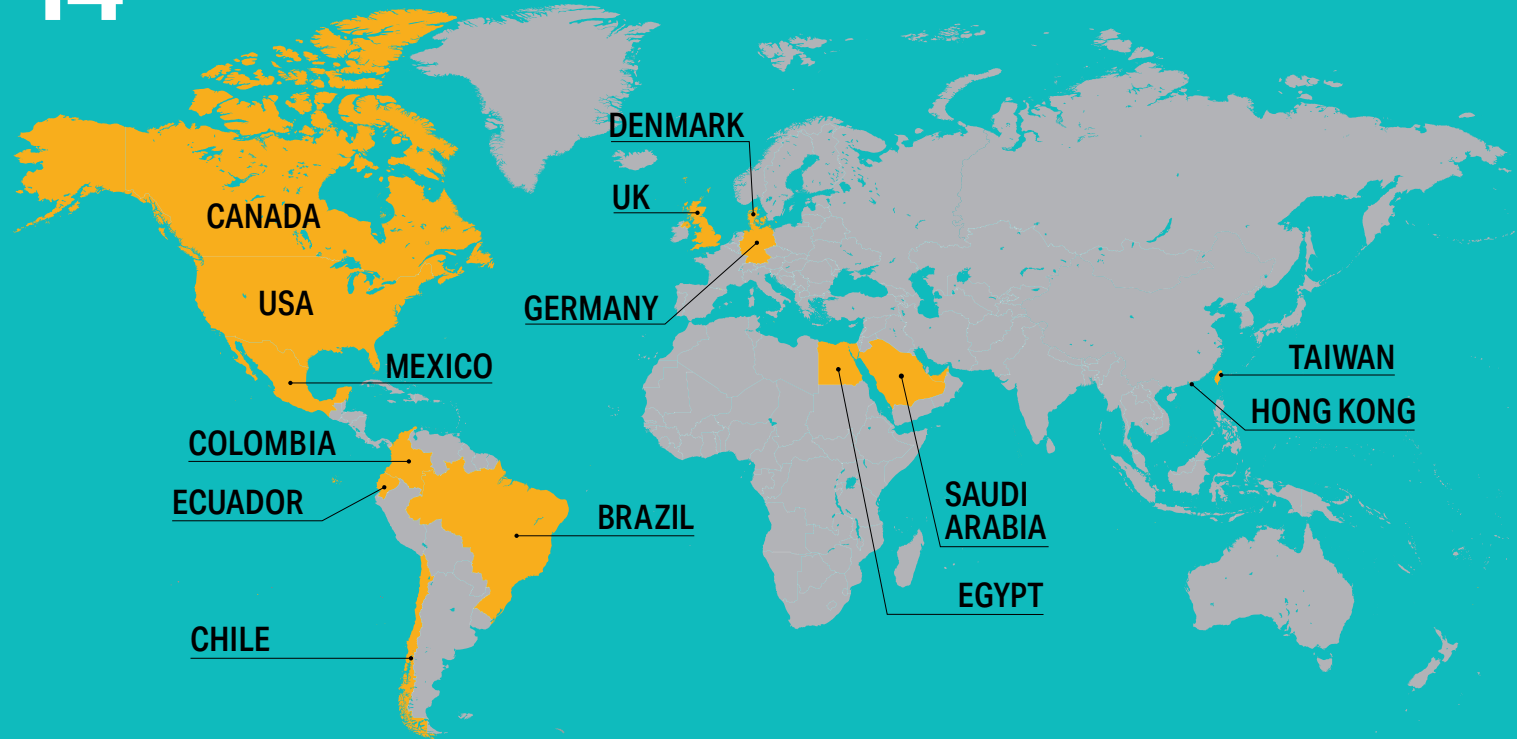 14
DENMARK
UK
CANADA
USA
GERMANY
MEXICO
TAIWAN
HONG KONG
COLOMBIA
ECUADOR
BRAZIL
SAUDI
ARABIA
EGYPT
CHILE